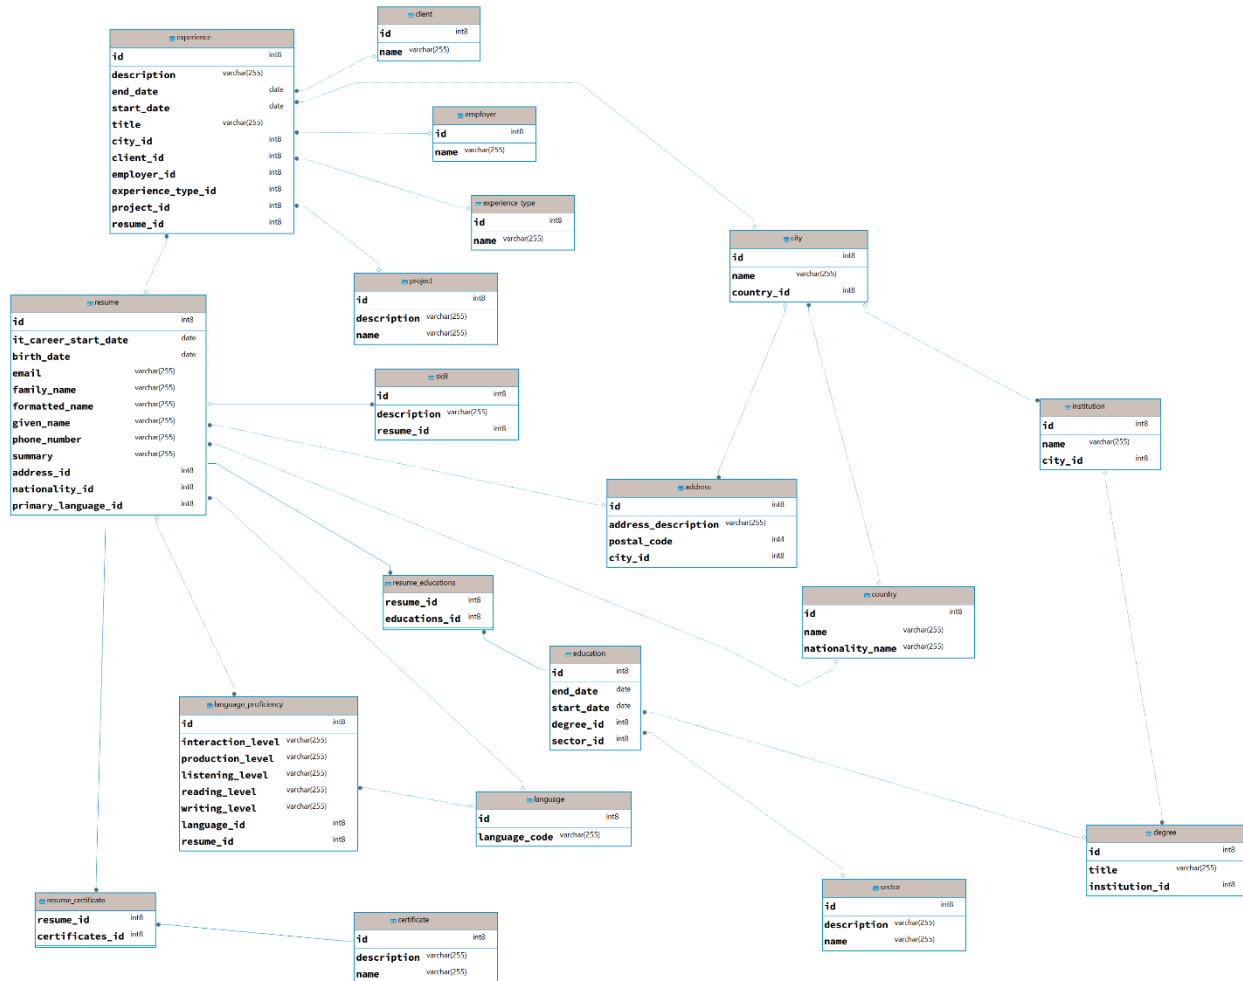 client
id int8
name varchar(255)
experience
id int8
description varchar(255)
end_date date
start_date date
title varchar(255)
city_id int8
client_id int8
employer_id int8
experience_type_id int8
project_id int8
resume_id int8
employer
id int8
name varchar(255)
experience_type
id int8
name varchar(255)
city
id int8
name varchar(255)
country_id int8
project
id int8
description varchar(255)
name varchar(255)
resume
id int8
it_career_start_date date
birth_date date
email varchar(255)
family_name varchar(255)
formatted_name varchar(255)
given_name varchar(255)
phone_number varchar(255)
summary varchar(255)
address_id int8
nationality_id int8
primary_language_id int8
skill
id int8
description varchar(255)
resume_id int8
institution
id int8
name varchar(255)
city_id int8
address
id int8
address_description varchar(255)
postal_code int4
city_id int8
resume_educations
resume_id int8
educations_id int8
country
id int8
name varchar(255)
nationality_name varchar(255)
education
id int8
end_date date
start_date date
degree_id int8
sector_id int8
language_proficiency
id int8
interaction_level varchar(255)
production_level varchar(255)
listening_level varchar(255)
reading_level varchar(255)
writing_level varchar(255)
language_id int8
resume_id int8
language
id int8
language_code varchar(255)
degree
id int8
title varchar(255)
institution_id int8
resume_certificate
resume_id int8
certificates_id int8
certificate
id int8
description varchar(255)
name varchar(255)
sector
id int8
description varchar(255)
name varchar(255)